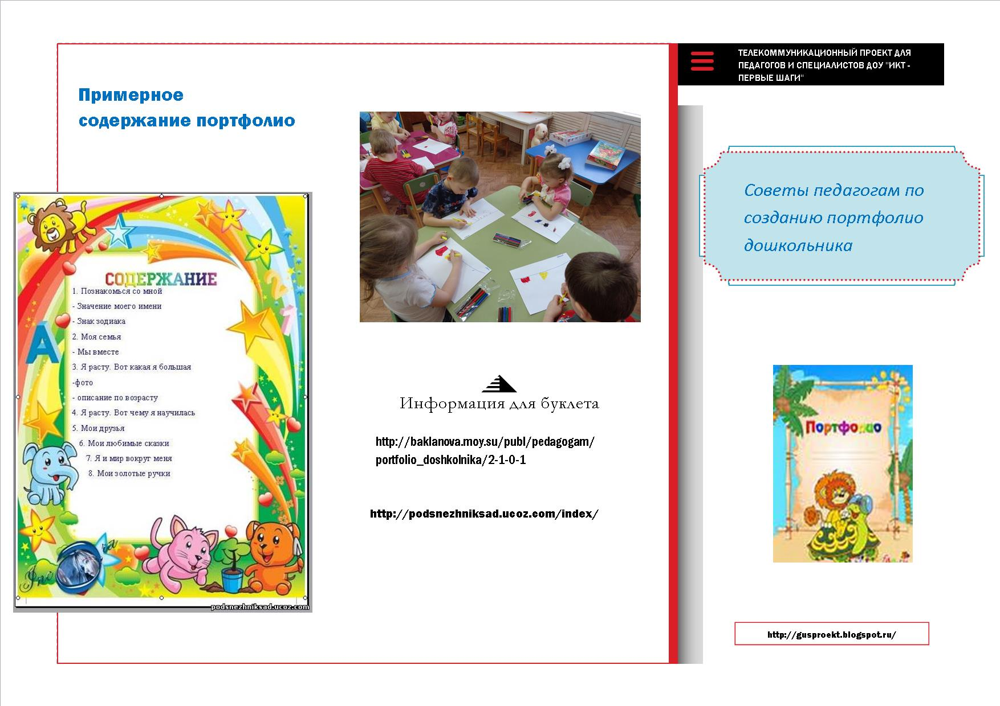 Примерное
содержание портфолио
СОДЕРЖАНИЕ
1. Познакомься со мной
- Значение моего имени
- Знак зодиака
2. Моя семья
- Мы вместе
3. Я расту. Вот какая я большая
-фото
- описание по возрасту
4. Я расту. Вот чему я научилась
5. Мои друзья
6. Мои любимые сказки
7. Я и мир вокруг меня
8. Мои золотые ручки
А
2
1
podsnezhniksad.ucoz.com
Информация для буклета
http://baklanova.moy.su/publ/pedagogam/
portfolio_doshkolnika/2-1-0-1
http://podsnezhniksad.ucoz.com/index/
ТЕЛЕКОММУНИКАЦИОННЫЙ ПРОЕКТ ДЛЯ
ПЕДАГОГОВ И СПЕЦИАЛИСТОВ ДОУ "ИКТ -
ПЕРВЫЕ ШАГИ"
Советы педагогам по
созданию портфолио
дошкольника
Портфолио
http://gusproekt.blogspot.ru/